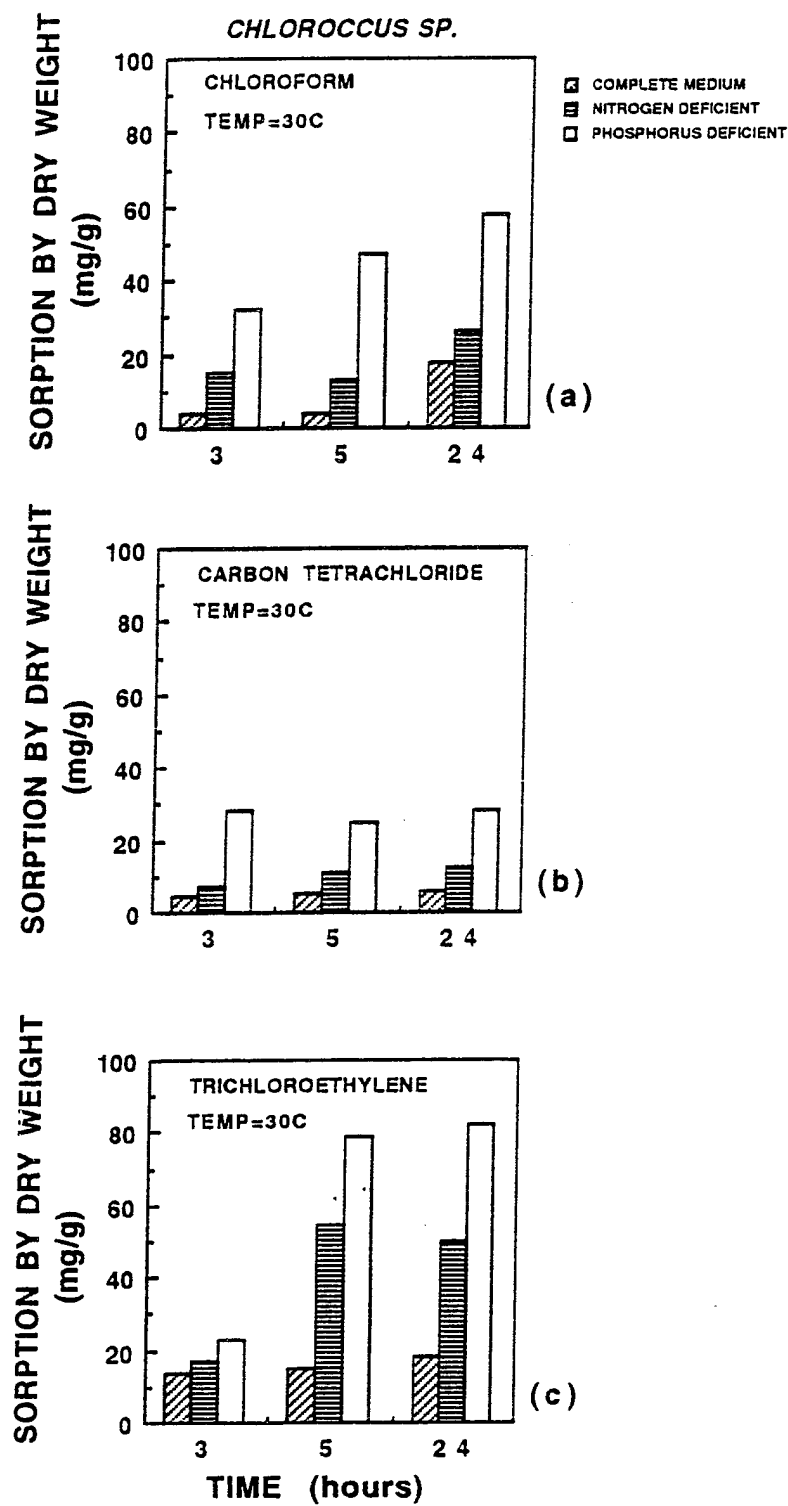 CHLOROCCUS SP.
SORPTION BY DRY WEIGHT
(mg/g)
100
80
60
40
20
0
CHLOROFORM
TEMP=30C
COMPLETE MEDIUM
NITROGEN DEFICIENT
PHOSPHORUS DEFICIENT
3 5 2 4
(a)
SORPTION BY DRY WEIGHT
(mg/g)
100
80
60
40
20
0
CARBON TETRACHLORIDE
TEMP=30C
3 5 2 4
(b)
SORPTION BY DRY WEIGHT
(mg/g)
100
80
60
40
20
0
TRICHLOROETHYLENE
TEMP=30C
3 5 2 4
(c)
TIME (hours)